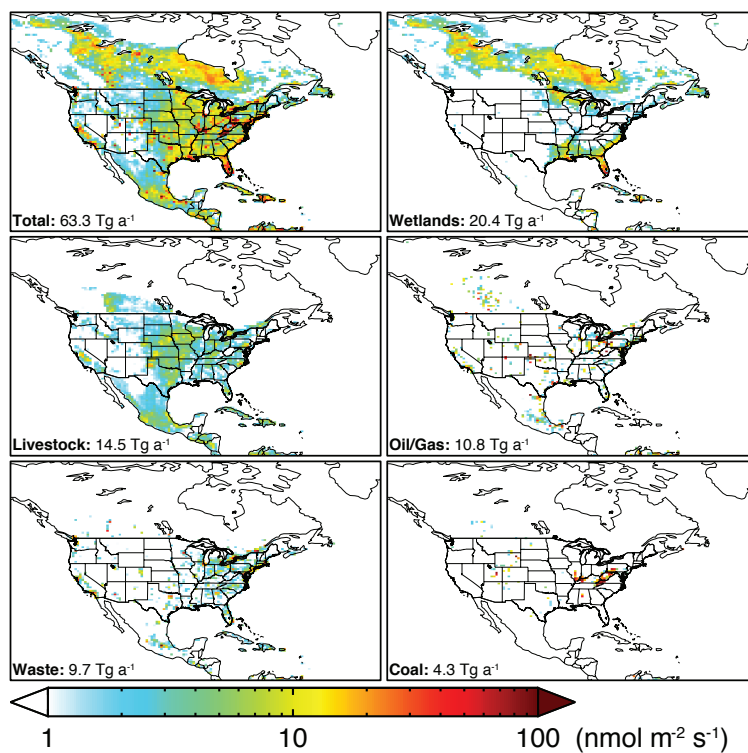 Total: 63.3 Tg a⁻¹
Wetlands: 20.4 Tg a⁻¹
Livestock: 14.5 Tg a⁻¹
Oil/Gas: 10.8 Tg a⁻¹
Waste: 9.7 Tg a⁻¹
Coal: 4.3 Tg a⁻¹
1 10 100 (nmol m⁻² s⁻¹)